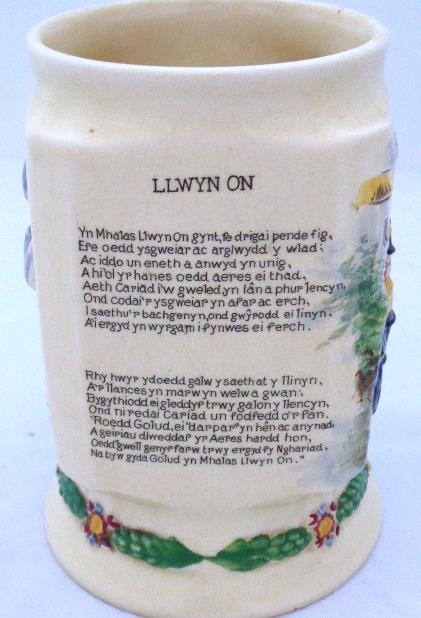 LLWYN ON
Yn Mhalas Llwyn On gynt, fe drigai pendefig,
Efe oedd ysgweiar ac arglwydd y wlad;
Ac iddo un eneth a anwyd yn unig,
A hi'ol yr hanes oedd aeres ei thad.
Aeth Cariad i'w gweled yn lân a phur lencyn,
Ond codai'r ysgweiar yn afar ac erch,
I saethu'r bachgenyn, ond gwŷrodd ei linyn,
A'i ergyd yn wyrgam i fynwes ei ferch.
Rhy hwyr ydoedd galw y saeth at y llinyn,
A'r llances yn marw yn welw a gwan;
Bygythiodd ei gleddyf trwy galon y llencyn,
Ond ni redai Cariad un fodfedd o'r fan.
'Roedd Golud, ei "darpar" yn hên ac anynad,
A geiriau diweddaf yr Aeres hardd hon,
Oedd, "gwell genyf farw trwy ergyd fy Nghariad,
Na byw gyda Golud yn Mhalas Llwyn On."